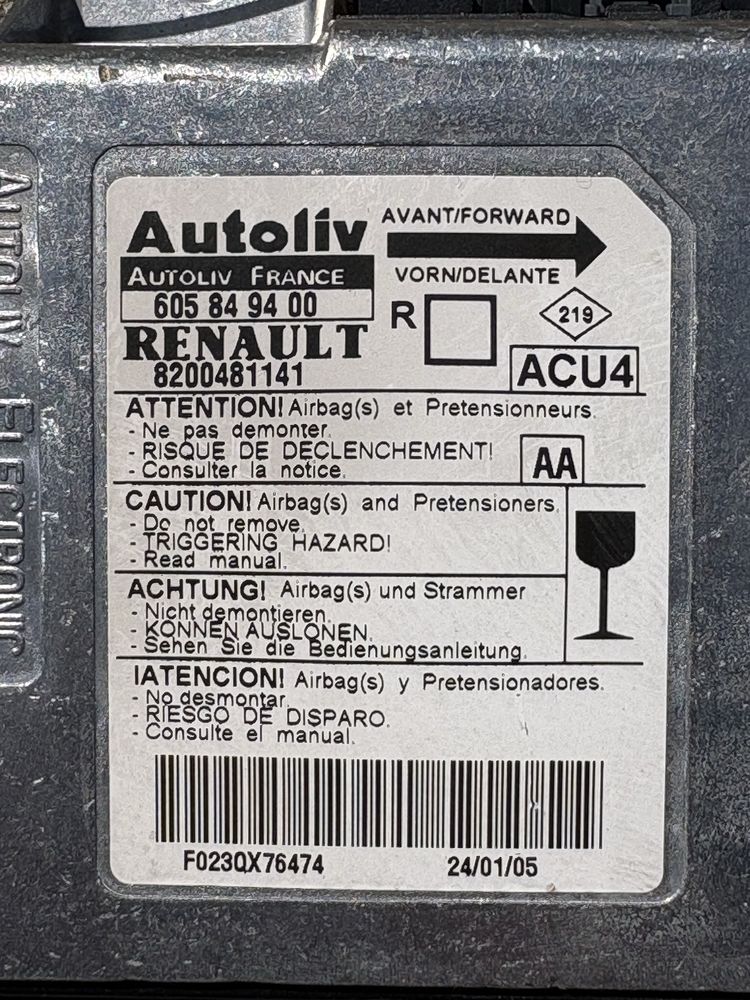 Autoliv
AVANT/FORWARD
AUTOLIV FRANCE
VORN/DELANTE
605 84 94 00
R
219
RENAULT
8200481141
ACU4
ATTENTION! Airbag(s) et Pretensionneurs.
- Ne pas demonter.
- RISQUE DE DECLENCHEMENT!
- Consulter la notice.
AA
CAUTION! Airbag(s) and Pretensioners.
- Do not remove.
- TRIGGERING HAZARD!
- Read manual.
ACHTUNG! Airbag(s) und Strammer
- Nicht demontieren.
- KONNEN AUSLONEN.
- Sehen Sie die Bedienungsanleitung.
IATENCION! Airbag(s) y Pretensionadores.
- No desmontar.
- RIESGO DE DISPARO.
- Consulte el manual.
F023QX76474
24/01/05
AUTOLIV - ELECTRONIC